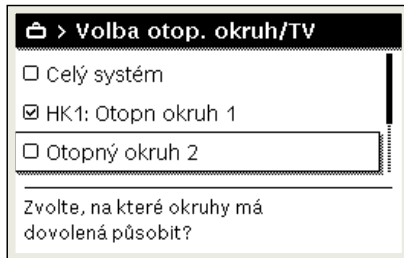 > Volba otop. okruh/TV
Celý systém
HK1: Otopn okruh 1
Otopný okruh 2
Zvolte, na které okruhy má
dovolená působit?